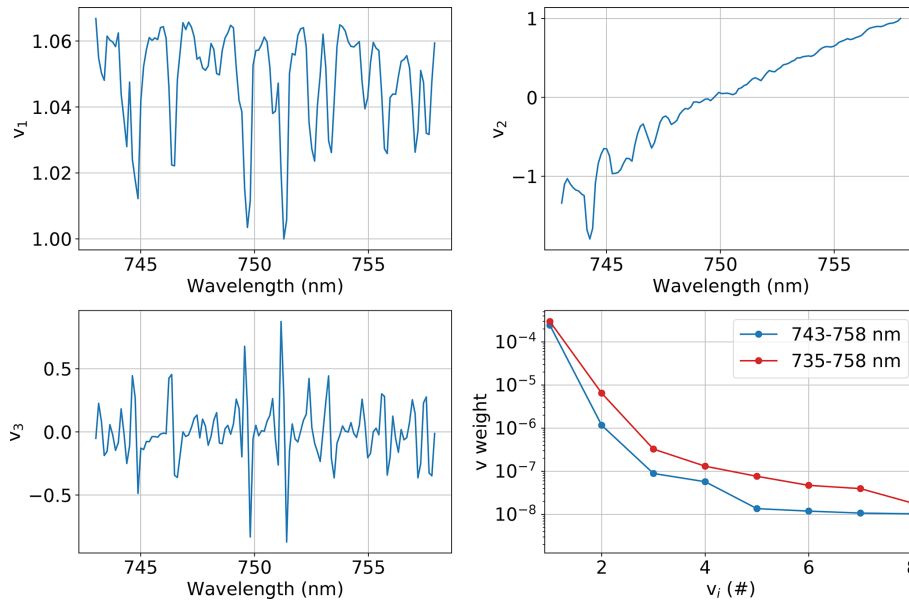 v₁
1.06
1.04
1.02
1.00
745 750 755
Wavelength (nm)
v₂
1
0
−1
745 750 755
Wavelength (nm)
v₃
0.5
0.0
−0.5
745 750 755
Wavelength (nm)
v weight
10⁻⁴
10⁻⁵
10⁻⁶
10⁻⁷
10⁻⁸
743-758 nm
735-758 nm
2 4 6 8
vᵢ (#)